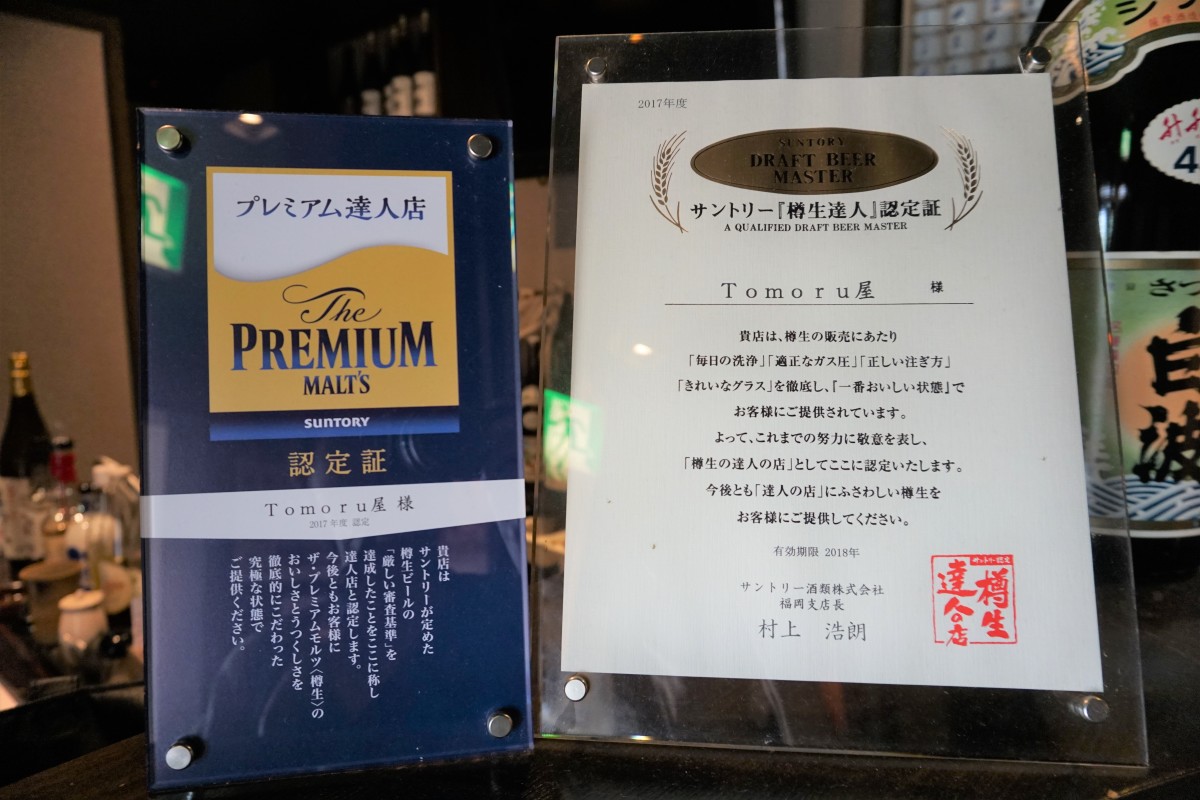 プレミアム達人店
The
PREMIUM
MALT'S
SUNTORY
認定証
Tomoru屋 様
2017年度 認定
貴店は
サントリーが定めた
樽生ビールの
「厳しい審査基準」を
達成したことをここに称し
達人店と認定します。
今後ともお客様に
ザ・プレミアムモルツ〈樽生〉の
おいしさとうつくしさを
徹底的にこだわった
究極な状態で
ご提供ください。
2017年度
SUNTORY
DRAFT BEER
MASTER
サントリー『樽生達人』認定証
A QUALIFIED DRAFT BEER MASTER
Tomoru屋 様
貴店は、樽生の販売にあたり
「毎日の洗浄」「適正なガス圧」「正しい注ぎ方」
「きれいなグラス」を徹底し、『一番おいしい状態』で
お客様にご提供されています。
よって、これまでの努力に敬意を表し、
「樽生の達人の店」としてここに認定いたします。
今後とも「達人の店」にふさわしい樽生を
お客様にご提供してください。
有効期限 2018年
サントリー酒類株式会社
福岡支店長
村上 浩朗
サントリー認定
樽生
達人の店
さつ
白波